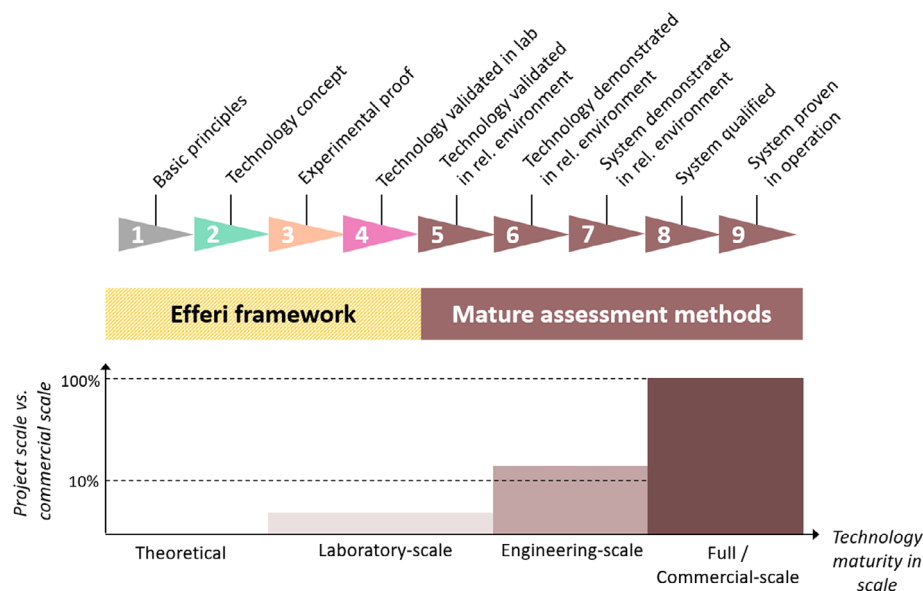 Basic principles
Technology concept
Experimental proof
Technology validated in lab
Technology validated
in rel. environment
Technology demonstrated
in rel. environment
System demonstrated
in rel. environment
System qualified
System proven
in operation
1
2
3
4
5
6
7
8
9
Efferi framework
Mature assessment methods
Project scale vs.
commercial scale
100%
10%
Theoretical
Laboratory-scale
Engineering-scale
Full /
Commercial-scale
Technology
maturity in
scale